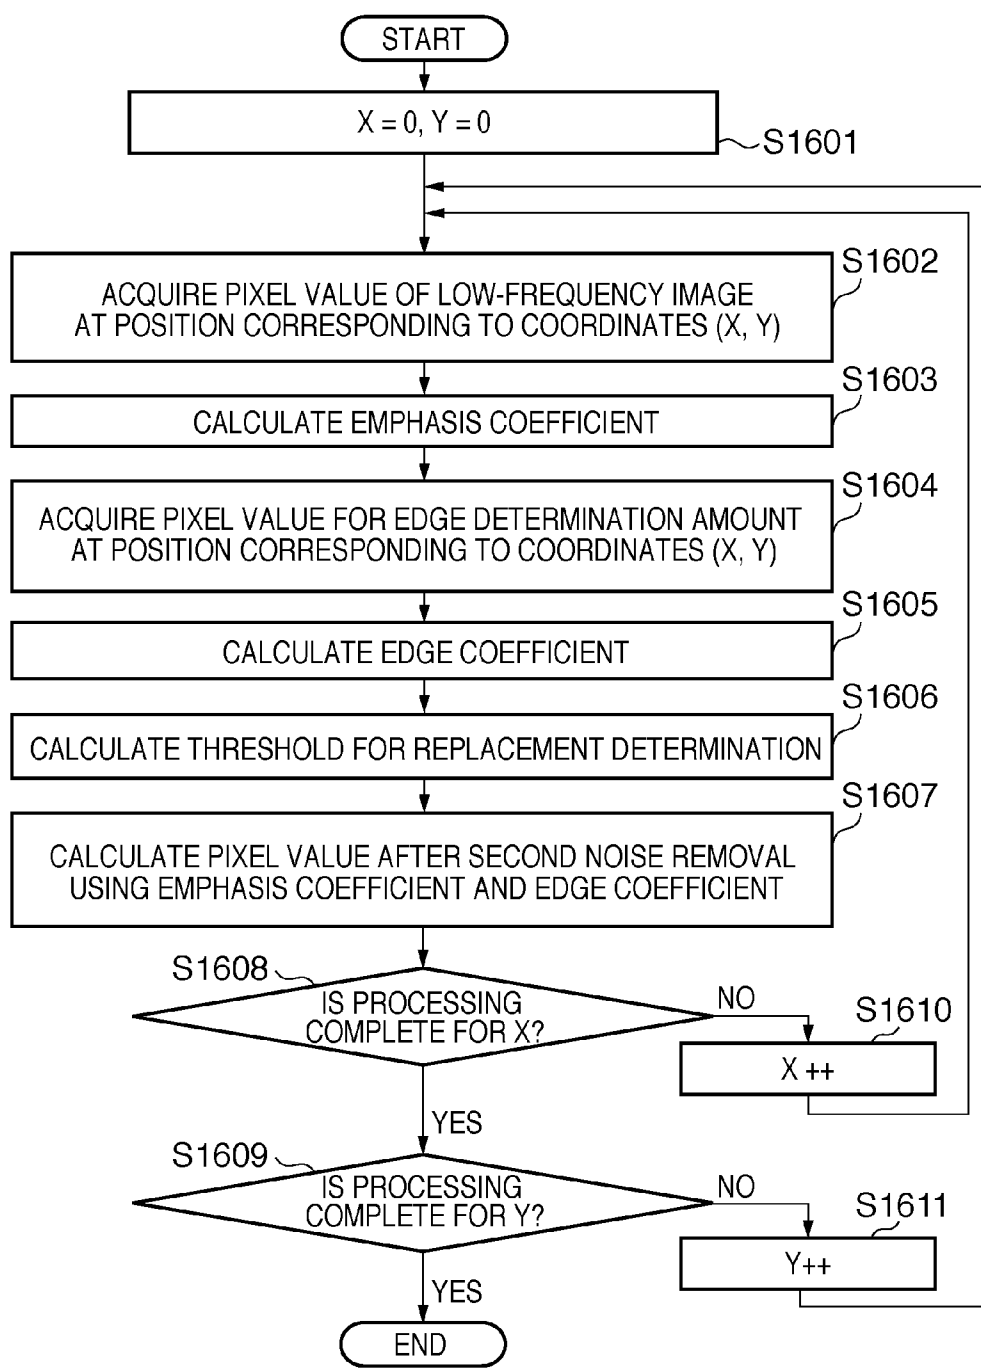 START
X = 0, Y = 0
S1601
S1602
ACQUIRE PIXEL VALUE OF LOW-FREQUENCY IMAGE
AT POSITION CORRESPONDING TO COORDINATES (X, Y)
S1603
CALCULATE EMPHASIS COEFFICIENT
S1604
ACQUIRE PIXEL VALUE FOR EDGE DETERMINATION AMOUNT
AT POSITION CORRESPONDING TO COORDINATES (X, Y)
S1605
CALCULATE EDGE COEFFICIENT
S1606
CALCULATE THRESHOLD FOR REPLACEMENT DETERMINATION
S1607
CALCULATE PIXEL VALUE AFTER SECOND NOISE REMOVAL
USING EMPHASIS COEFFICIENT AND EDGE COEFFICIENT
S1608
IS PROCESSING
COMPLETE FOR X?
NO
S1610
X ++
YES
S1609
IS PROCESSING
COMPLETE FOR Y?
NO
S1611
Y++
YES
END